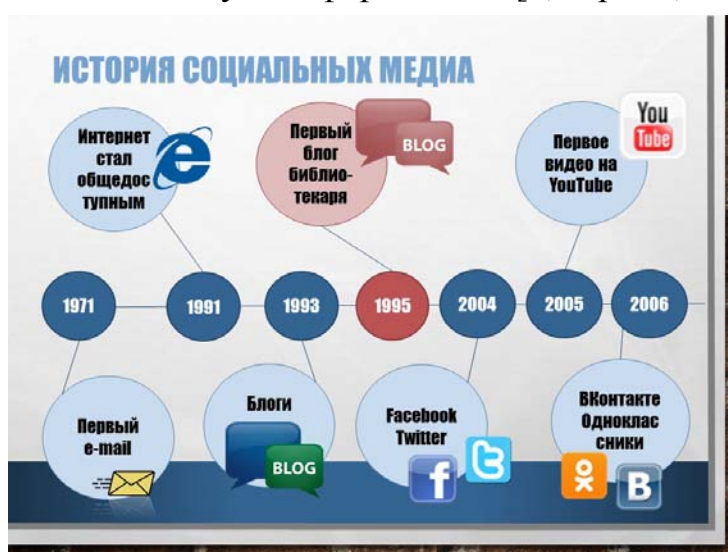 ИСТОРИЯ СОЦИАЛЬНЫХ МЕДИА
Интернет
стал
общедос
тупным
Первый
блог
библио-
текаря
BLOG
Первое
видео на
YouTube
You
Tube
1971
1991
1993
1995
2004
2005
2006
Первый
e-mail
Блоги
BLOG
Facebook
Twitter
ВКонтакте
Одноклас
сники